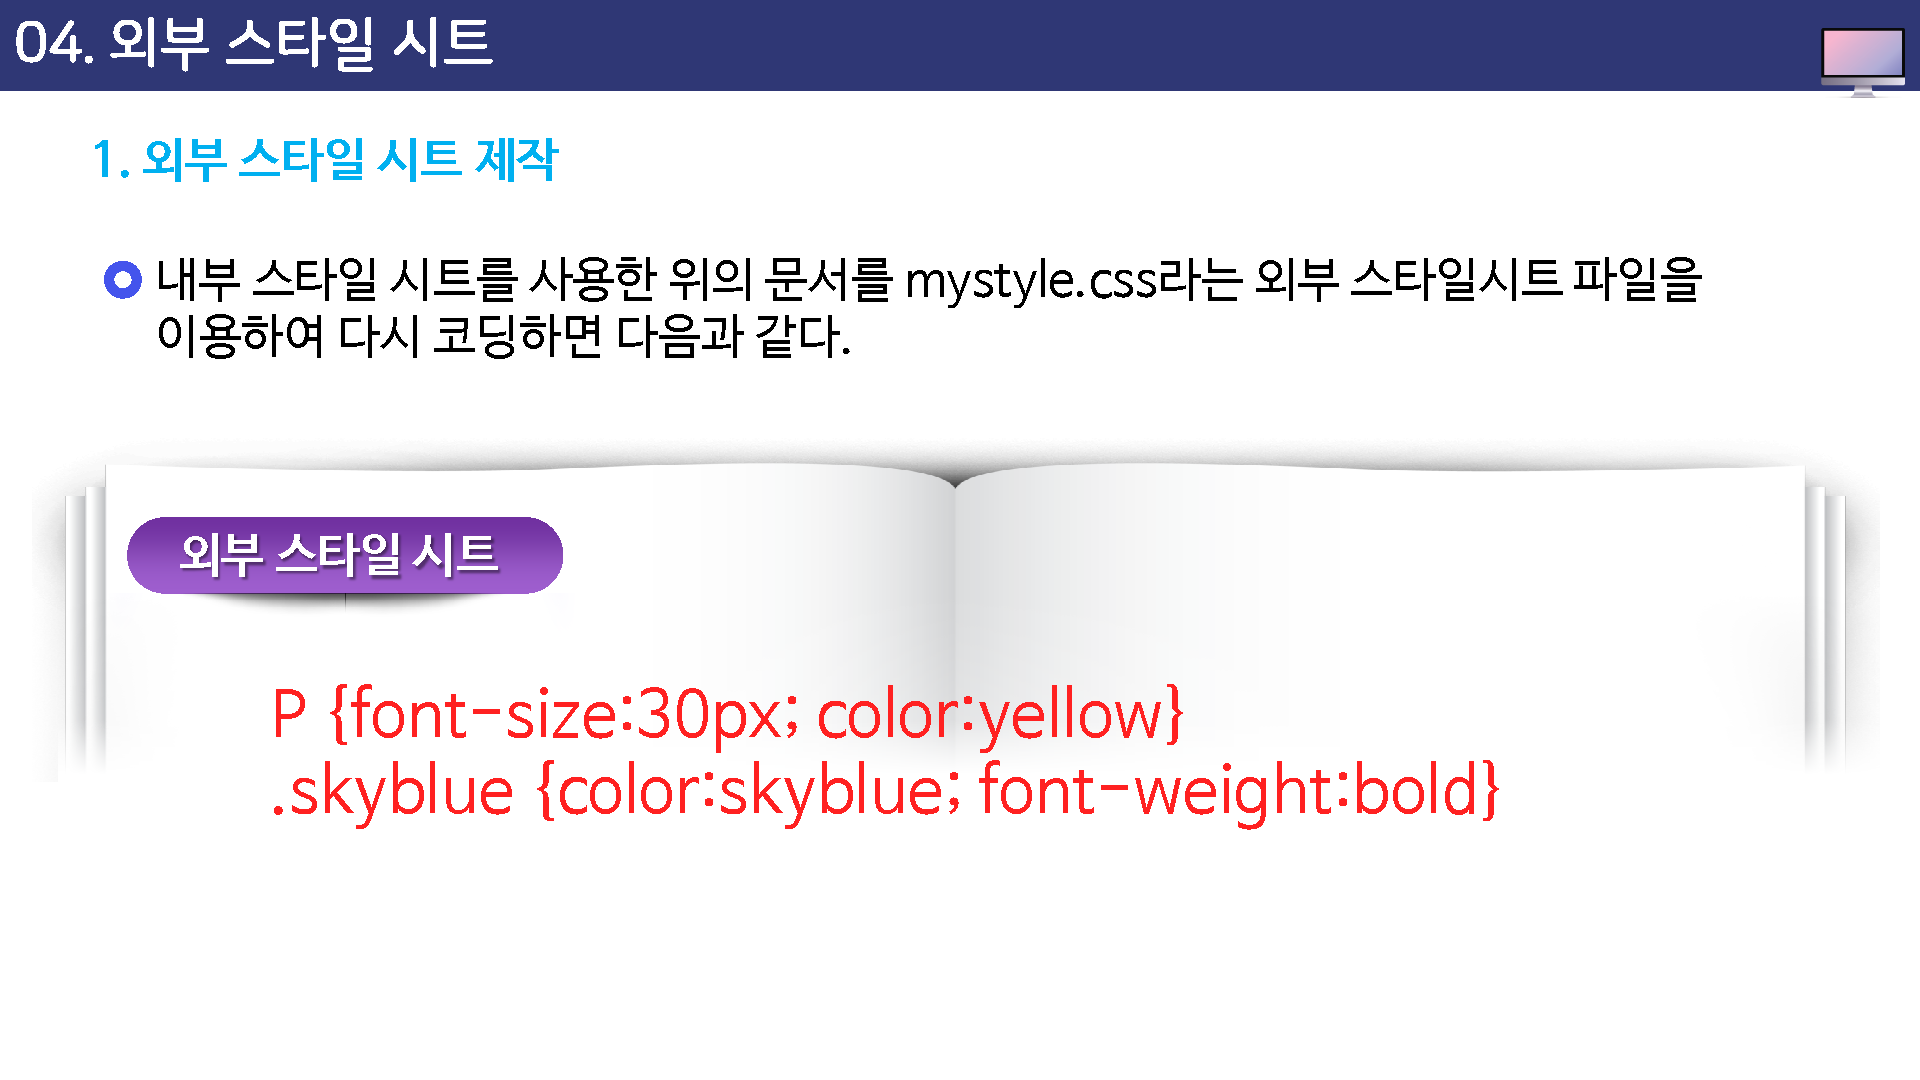 04. 외부 스타일 시트
1. 외부 스타일 시트 제작
내부 스타일 시트를 사용한 위의 문서를 mystyle.css라는 외부 스타일시트 파일을
이용하여 다시 코딩하면 다음과 같다.
외부 스타일 시트
P {font-size:30px; color:yellow}
.skyblue {color:skyblue; font-weight:bold}